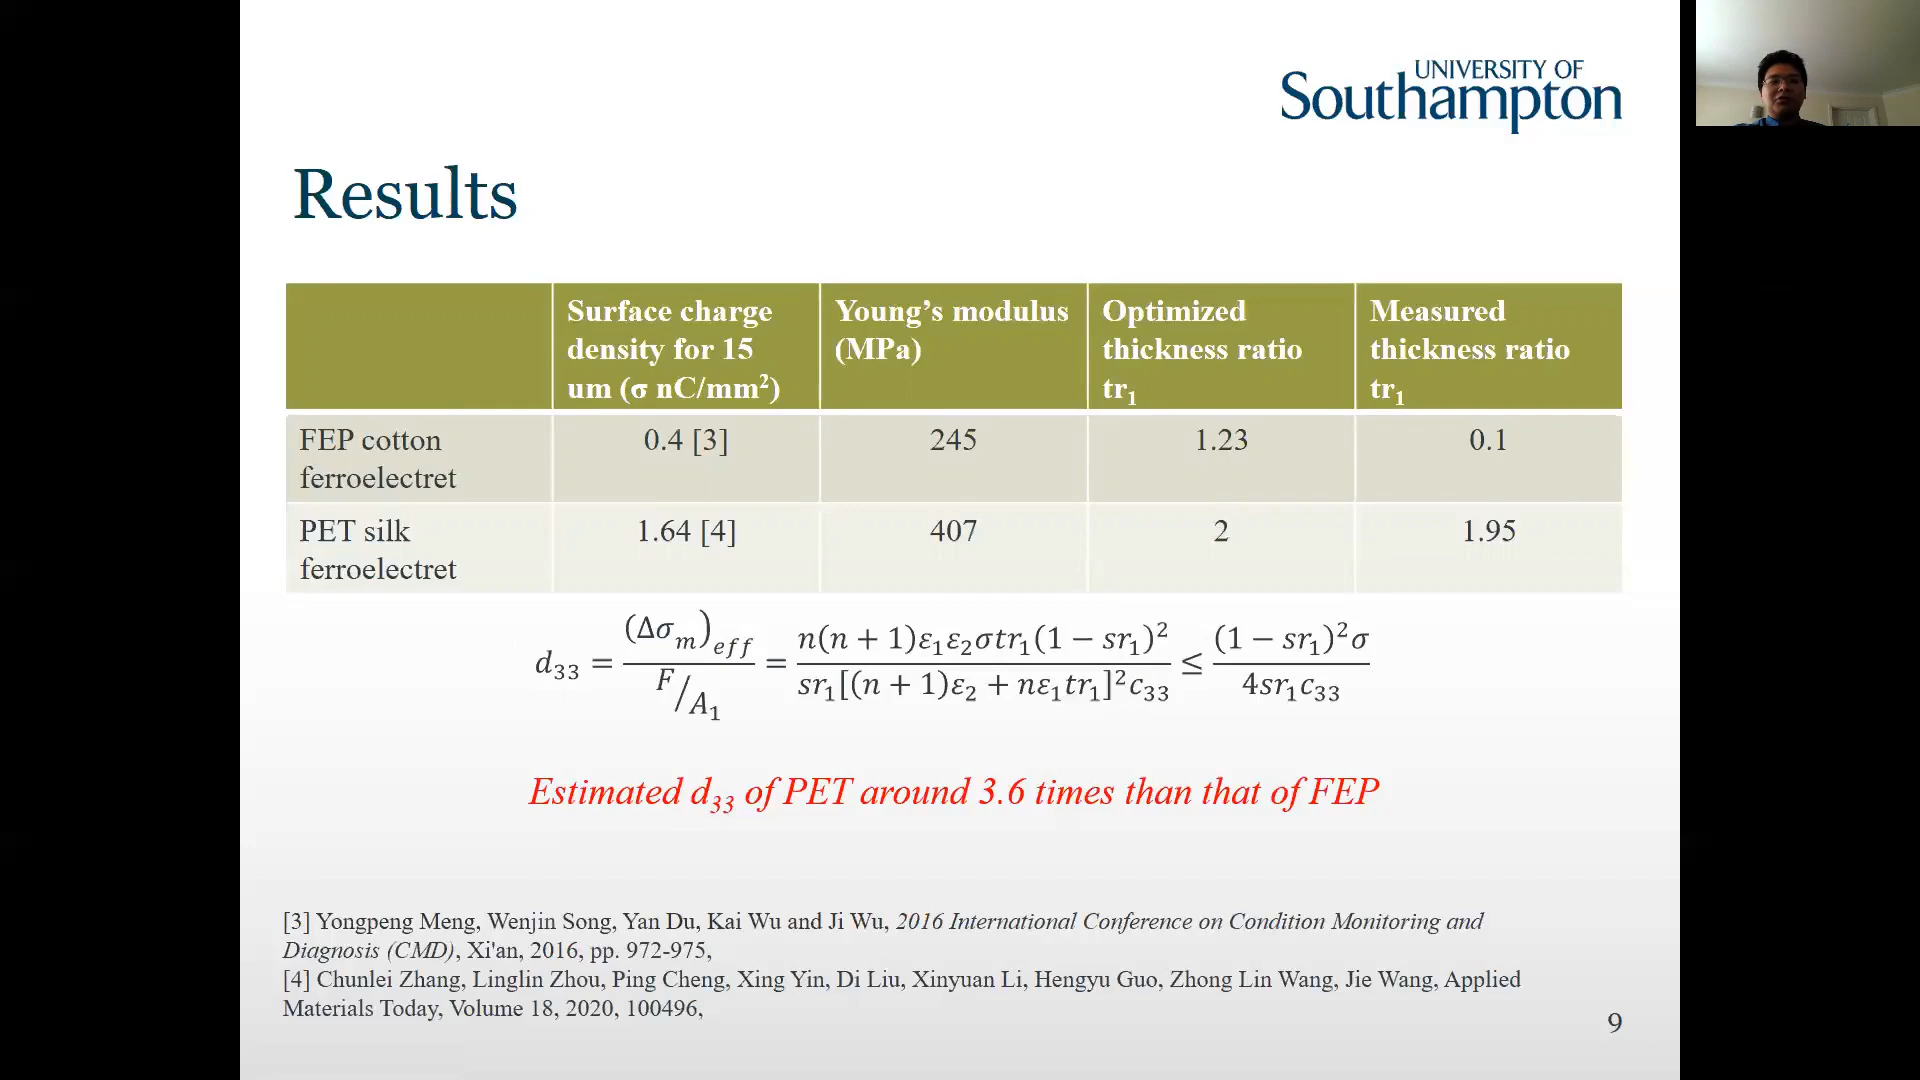 UNIVERSITY OF
Southampton
Results
Surface charge density for 15 um (σ nC/mm²)
Young’s modulus (MPa)
Optimized thickness ratio tr₁
Measured thickness ratio tr₁
FEP cotton ferroelectret
0.4 [3]
245
1.23
0.1
PET silk ferroelectret
1.64 [4]
407
2
1.95
d₃₃ = (Δσₘ)eff / (F/A₁) = n(n + 1)ε₁ε₂σtr₁(1 − sr₁)² / sr₁[(n + 1)ε₂ + nε₁tr₁]²c₃₃ ≤ (1 − sr₁)²σ / 4sr₁c₃₃
Estimated d₃₃ of PET around 3.6 times than that of FEP
[3] Yongpeng Meng, Wenjin Song, Yan Du, Kai Wu and Ji Wu, 2016 International Conference on Condition Monitoring and
Diagnosis (CMD), Xi'an, 2016, pp. 972-975,
[4] Chunlei Zhang, Linglin Zhou, Ping Cheng, Xing Yin, Di Liu, Xinyuan Li, Hengyu Guo, Zhong Lin Wang, Jie Wang, Applied
Materials Today, Volume 18, 2020, 100496,
9